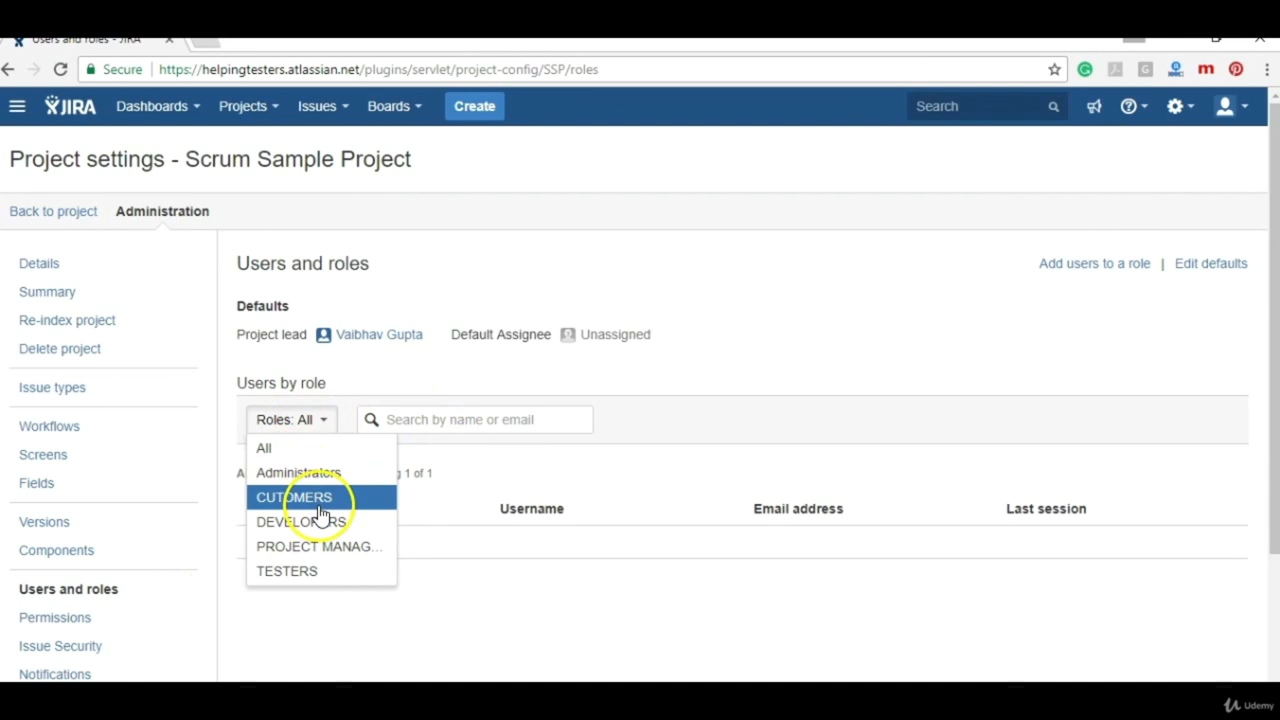 Users and roles - JIRA
Secure https://helpingtesters.atlassian.net/plugins/servlet/project-config/SSP/roles
JIRA Dashboards Projects Issues Boards Create Search
Project settings - Scrum Sample Project
Back to project Administration
Details
Summary
Re-index project
Delete project
Issue types
Workflows
Screens
Fields
Versions
Components
Users and roles
Permissions
Issue Security
Notifications
Users and roles
Add users to a role | Edit defaults
Defaults
Project lead Vaibhav Gupta Default Assignee Unassigned
Users by role
Roles: All Search by name or email
All
Administrators
CUTOMERS
DEVELOPERS
PROJECT MANAG...
TESTERS
1 of 1
Username Email address Last session
Udemy